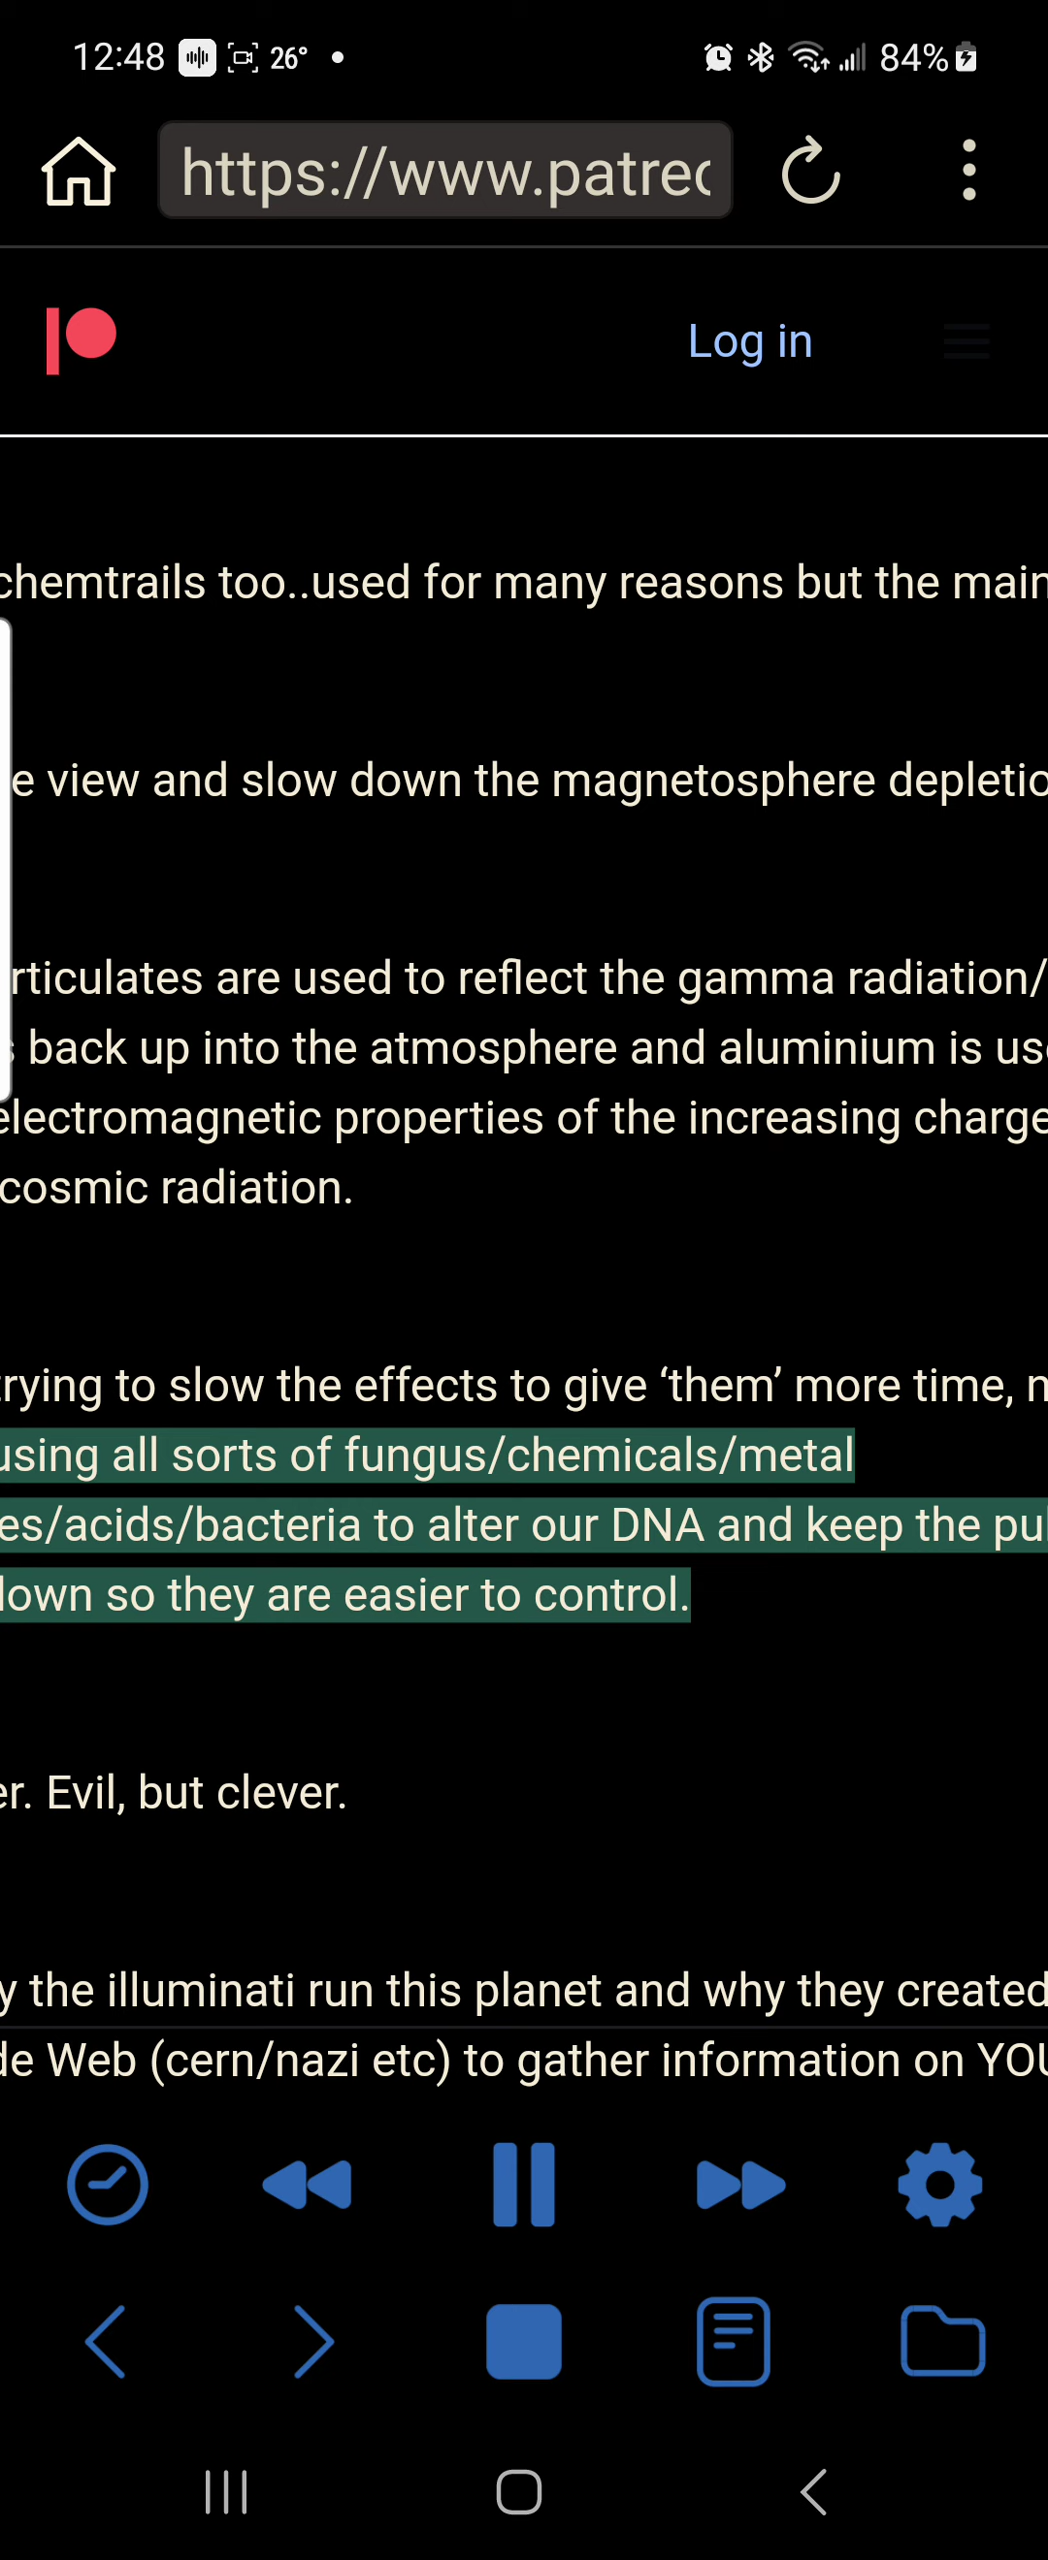 12:48 26° 84%
https://www.patre
Log in
chemtrails too..used for many reasons but the main
e view and slow down the magnetosphere depletio
rticulates are used to reflect the gamma radiation/
s back up into the atmosphere and aluminium is us
electromagnetic properties of the increasing charge
cosmic radiation.
trying to slow the effects to give ‘them’ more time, n
using all sorts of fungus/chemicals/metal
es/acids/bacteria to alter our DNA and keep the pu
down so they are easier to control.
er. Evil, but clever.
y the illuminati run this planet and why they created
de Web (cern/nazi etc) to gather information on YOU